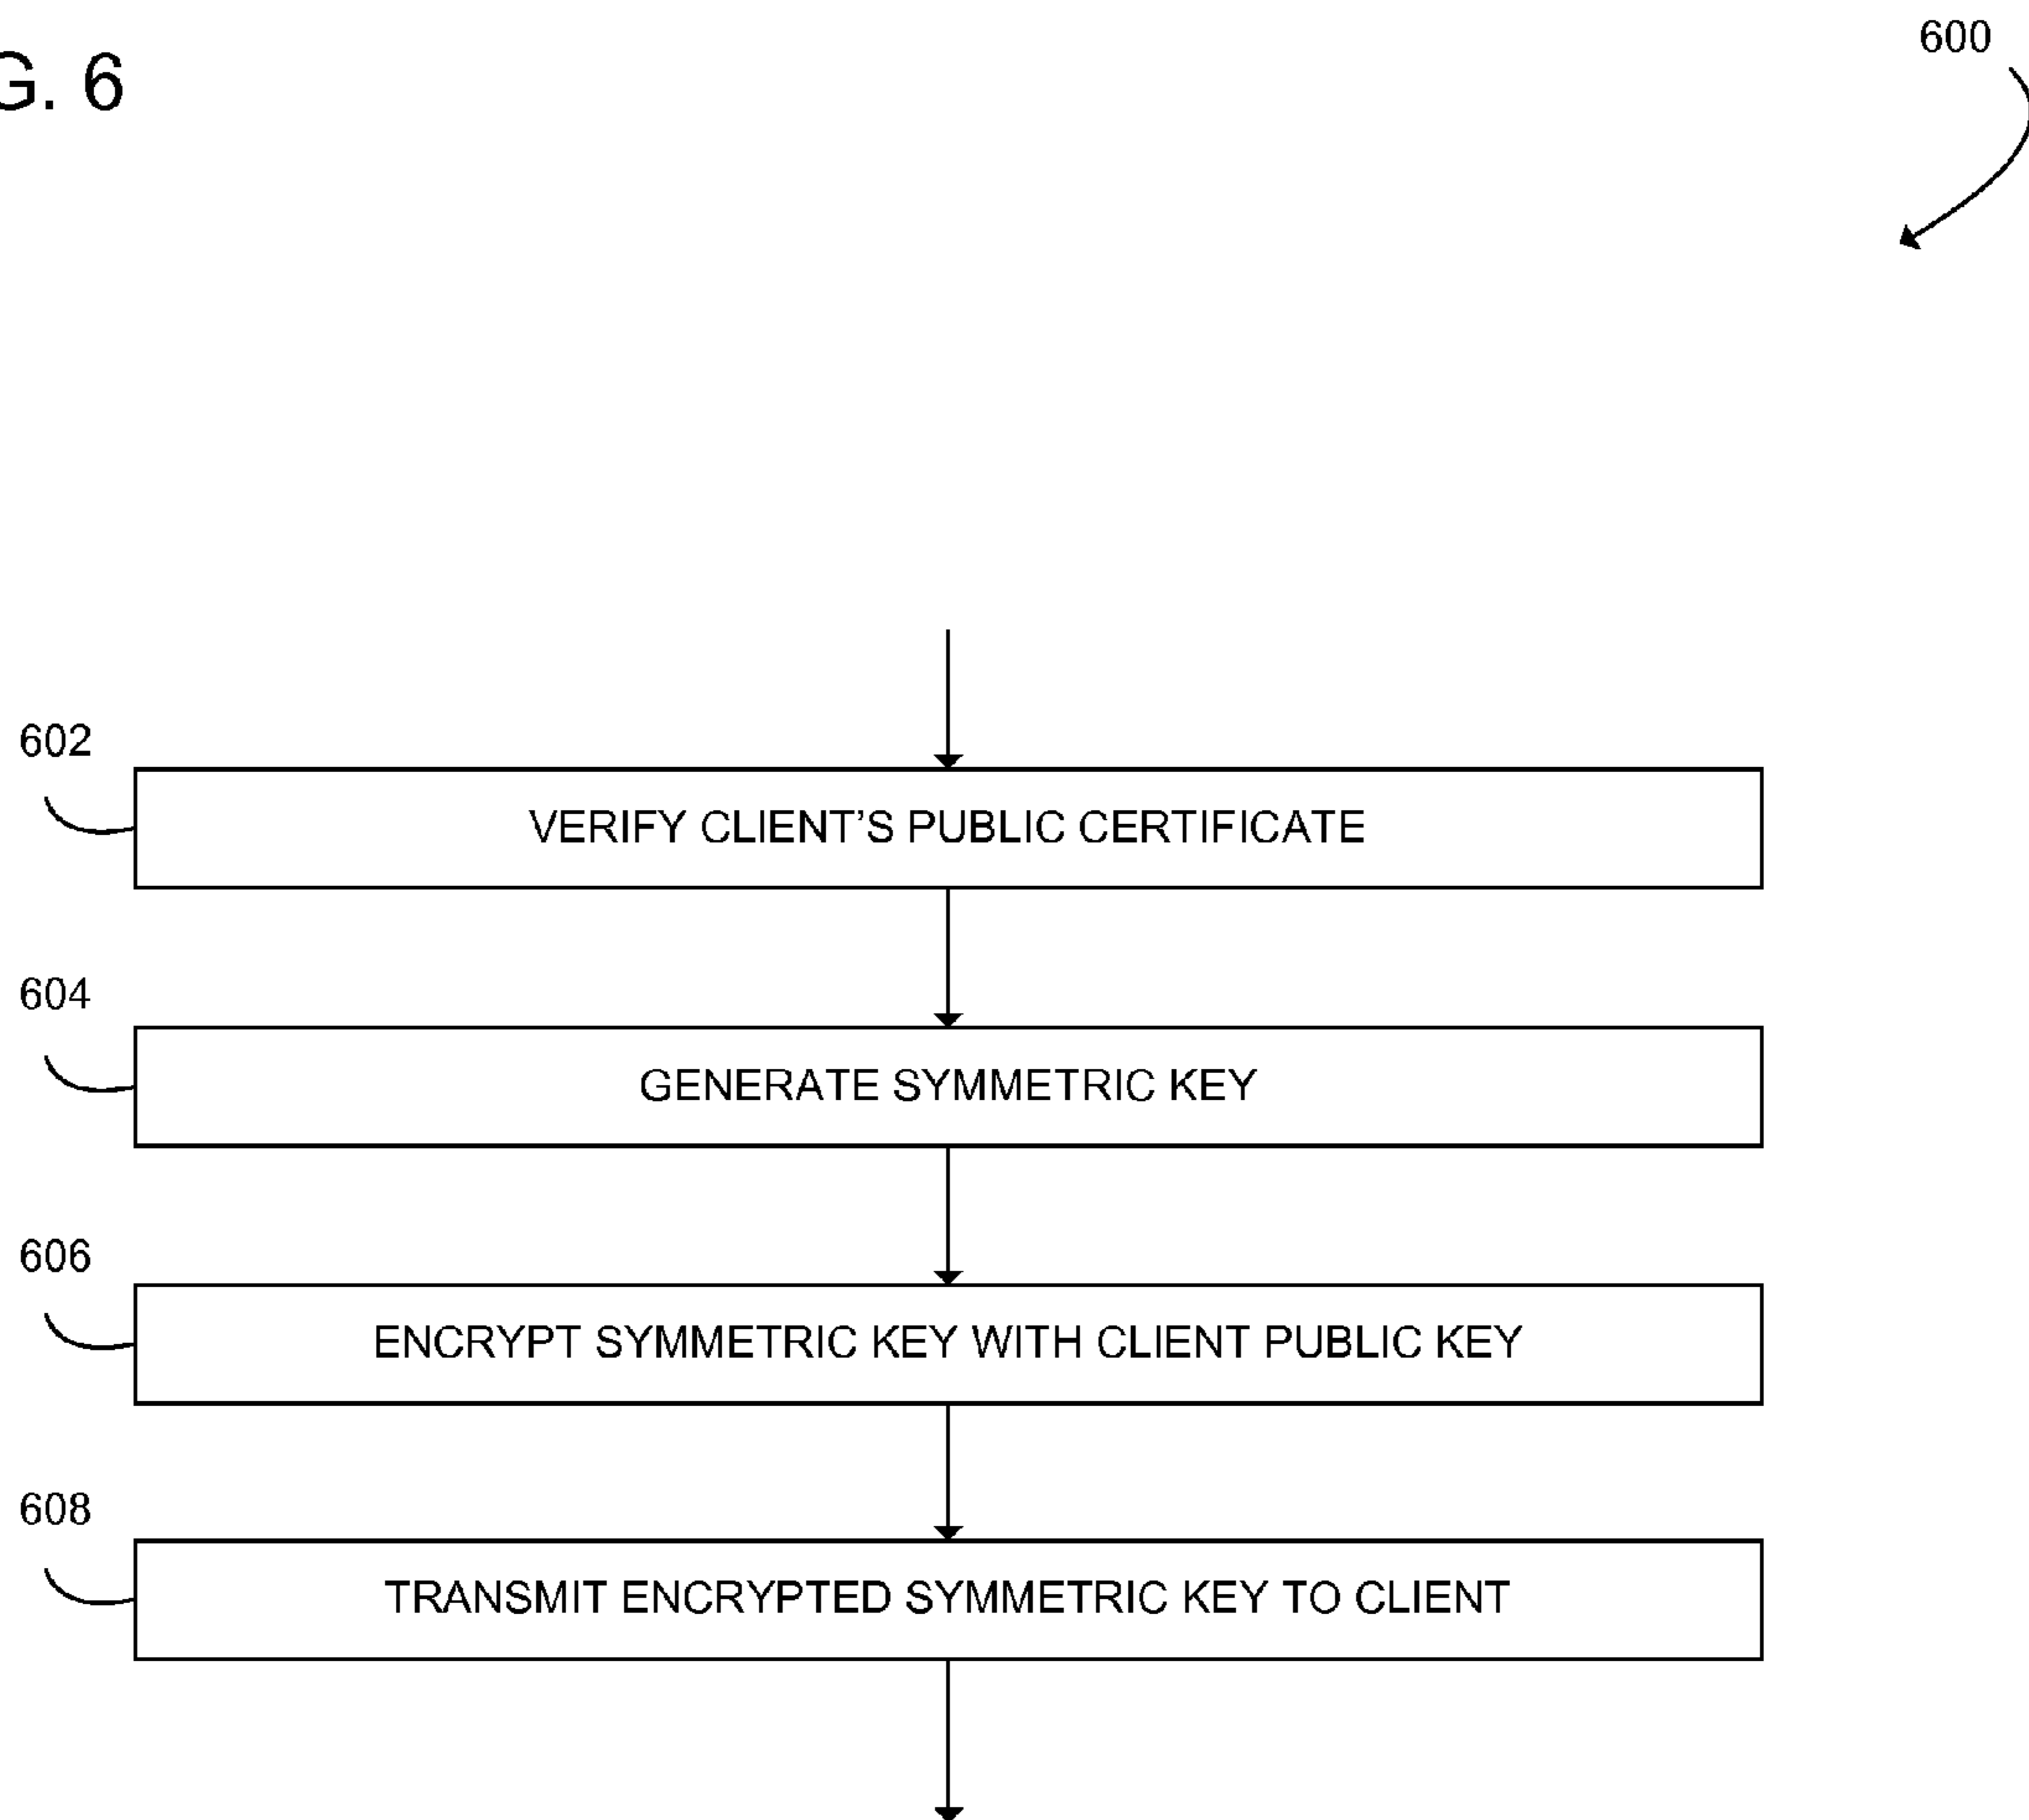 G. 6
600
602
VERIFY CLIENT’S PUBLIC CERTIFICATE
604
GENERATE SYMMETRIC KEY
606
ENCRYPT SYMMETRIC KEY WITH CLIENT PUBLIC KEY
608
TRANSMIT ENCRYPTED SYMMETRIC KEY TO CLIENT